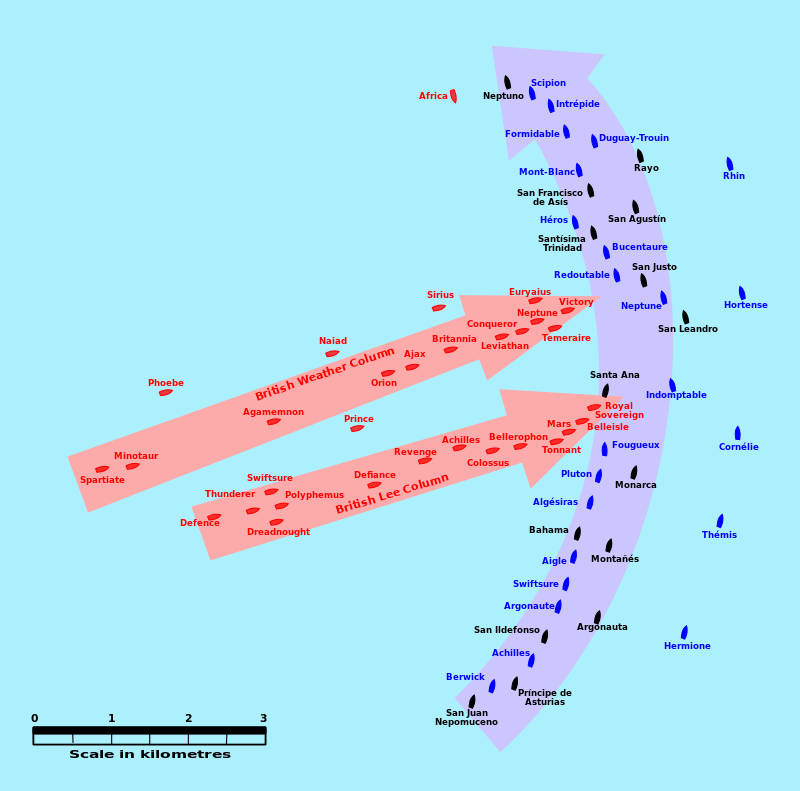 Africa
Neptuno
Scipion
Intrépide
Formidable
Duguay-Trouin
Rayo
Mont-Blanc
Rhin
San Francisco
de Asís
San Agustín
Héros
Santísima
Trinidad
Bucentaure
San Justo
Redoutable
Neptune
Hortense
San Leandro
Sirius
Euryaius
Victory
Neptune
Conqueror
Temeraire
Leviathan
Britannia
Naiad
Ajax
British Weather Column
Orion
Phoebe
Agamemnon
Prince
Minotaur
Spartiate
Santa Ana
Indomptable
Royal
Sovereign
Belleisle
Mars
Tonnant
Bellerophon
Achilles
Colossus
Revenge
Defiance
British Lee Column
Swiftsure
Thunderer
Polyphemus
Defence
Dreadnought
Fougueux
Cornélie
Pluton
Monarca
Algésiras
Thémis
Bahama
Montañés
Aigle
Swiftsure
Argonaute
Argonauta
San Ildefonso
Hermione
Achilles
Berwick
Príncipe de
Asturias
San Juan
Nepomuceno
0 1 2 3
Scale in kilometres